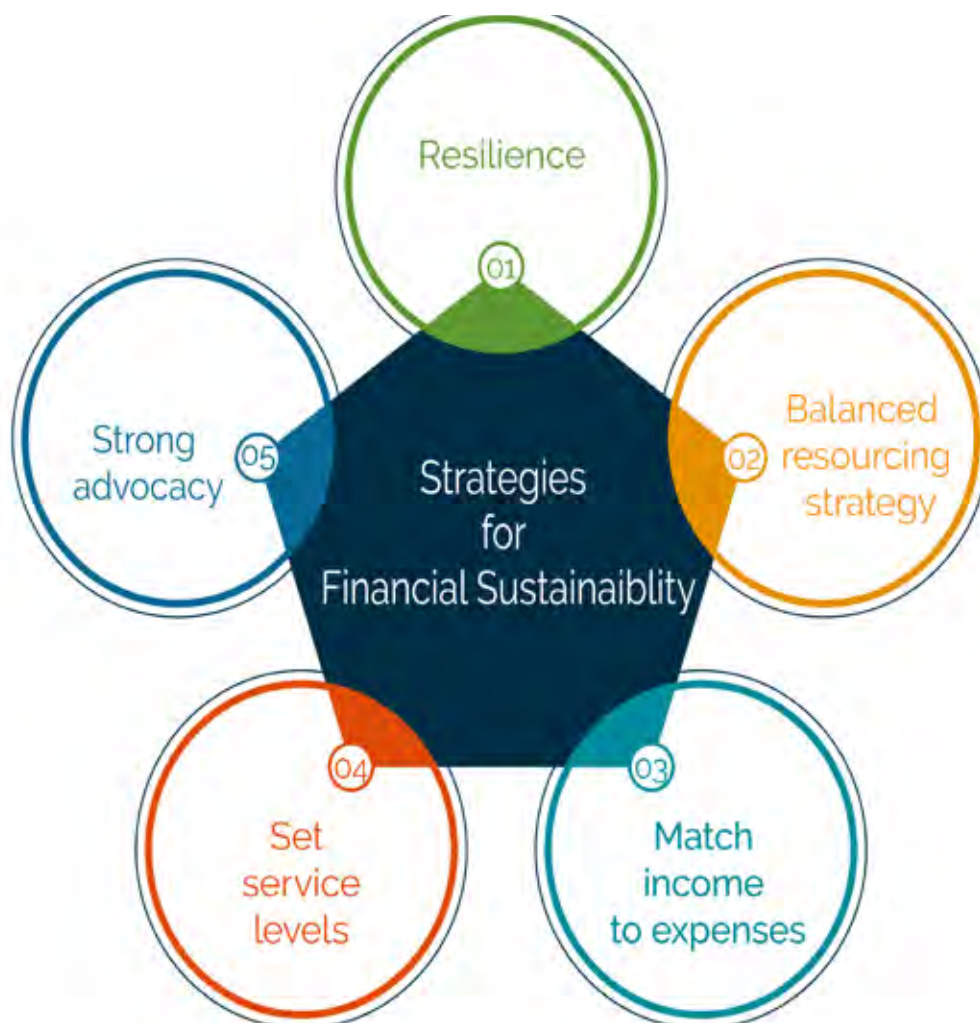 Resilience
01
Balanced
resourcing
strategy
02
Strategies
for
Financial Sustainaiblity
Strong
advocacy
05
04
Set
service
levels
03
Match
income
to expenses